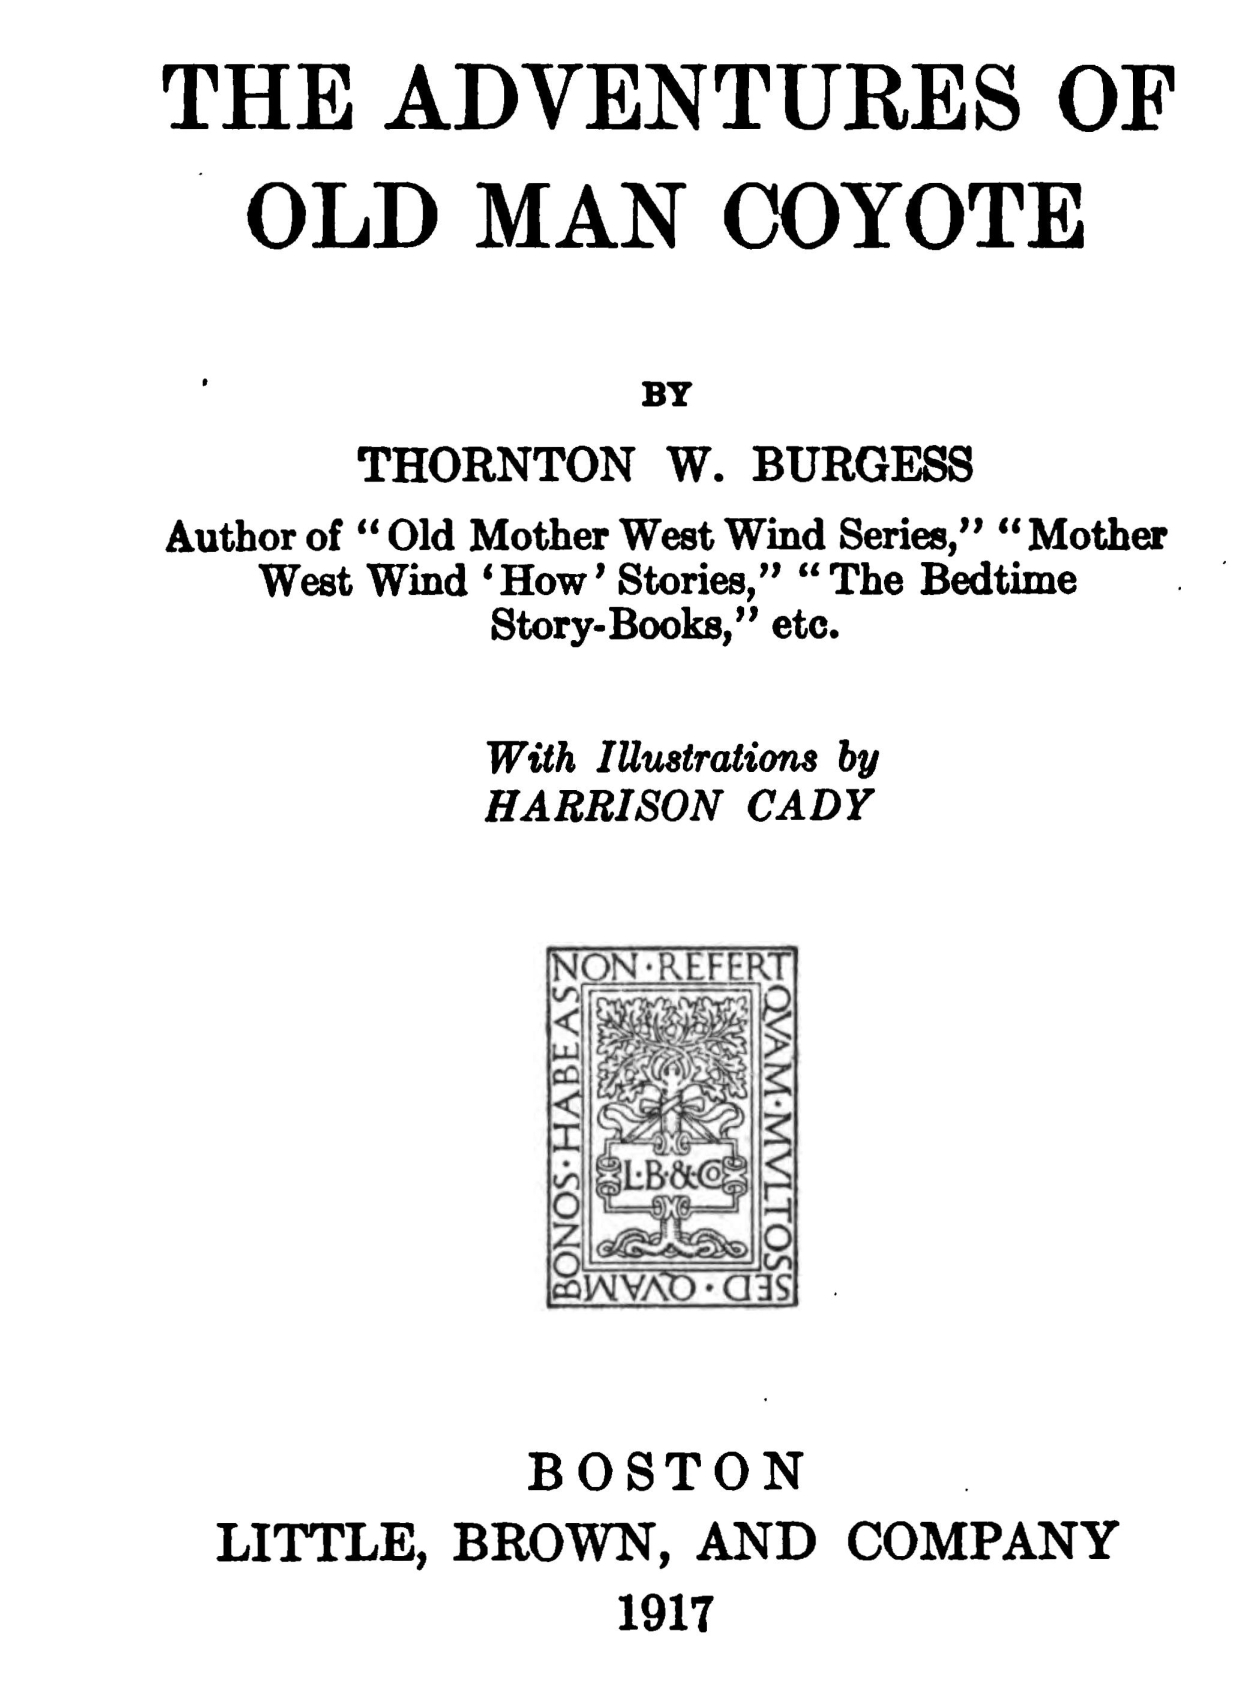 THE ADVENTURES OF
OLD MAN COYOTE
BY
THORNTON W. BURGESS
Author of “Old Mother West Wind Series,” “Mother
West Wind ‘How’ Stories,” “The Bedtime
Story-Books,” etc.
With Illustrations by
HARRISON CADY
NON·REFERT
QVAM·MVLTOS
SED·QVAM
BONOS·HABEAS
L·B·&·Co
BOSTON
LITTLE, BROWN, AND COMPANY
1917